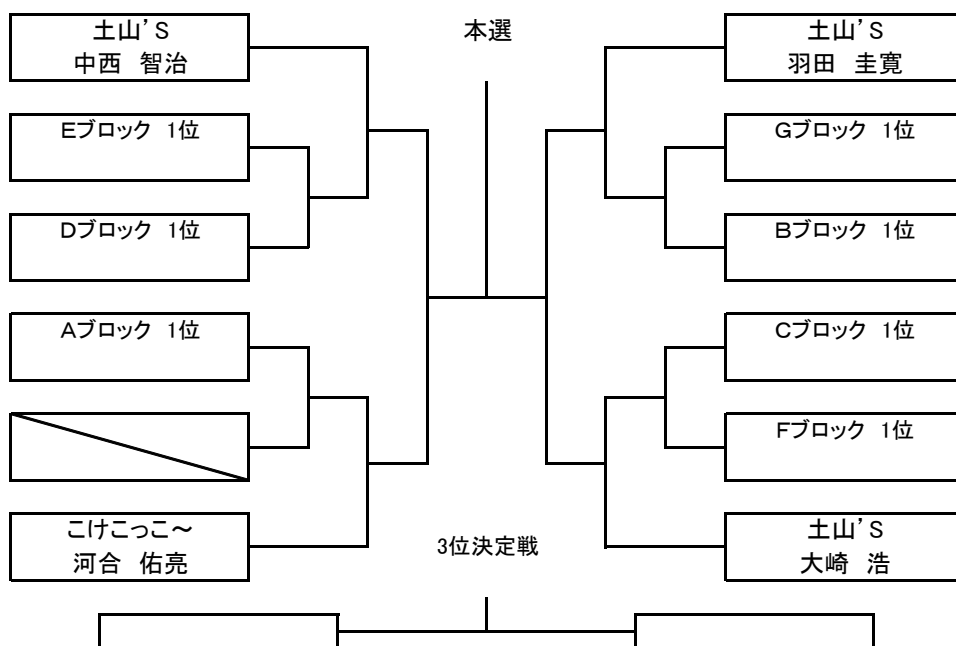 本選
土山'S
中西 智治
Eブロック 1位
Dブロック 1位
Aブロック 1位
こけこっこ～
河合 佑亮
土山'S
羽田 圭寛
Gブロック 1位
Bブロック 1位
Cブロック 1位
Fブロック 1位
土山'S
大崎 浩
3位決定戦